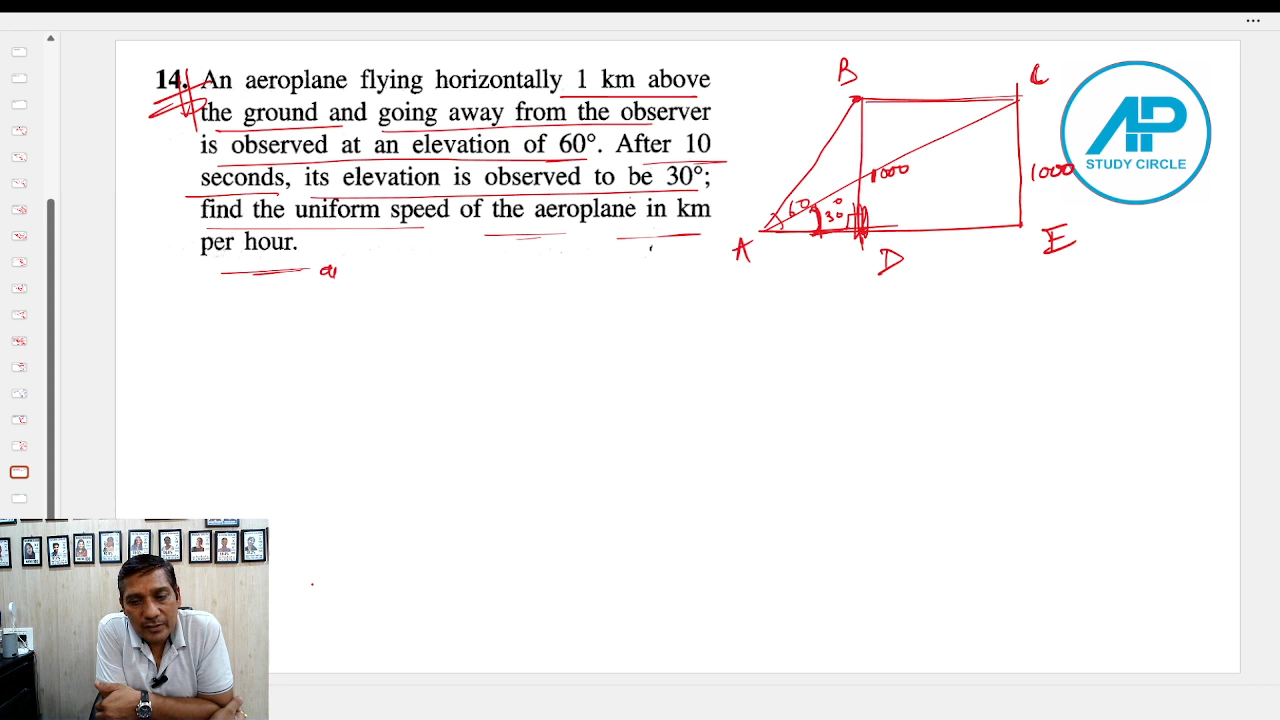 14. An aeroplane flying horizontally 1 km above
the ground and going away from the observer
is observed at an elevation of 60°. After 10
seconds, its elevation is observed to be 30°;
find the uniform speed of the aeroplane in km
per hour.
B
C
1000
1000
60°
30°
A
D
E
AP
STUDY CIRCLE